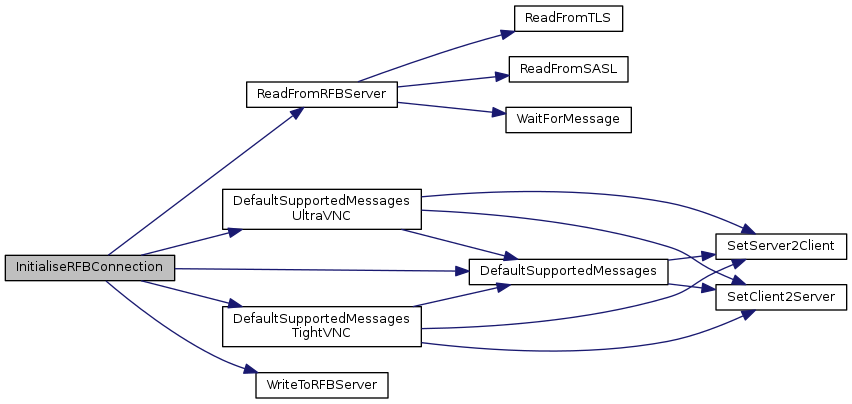 ReadFromTLS
ReadFromSASL
ReadFromRFBServer
WaitForMessage
DefaultSupportedMessages
UltraVNC
SetServer2Client
InitialiseRFBConnection
DefaultSupportedMessages
SetClient2Server
DefaultSupportedMessages
TightVNC
WriteToRFBServer